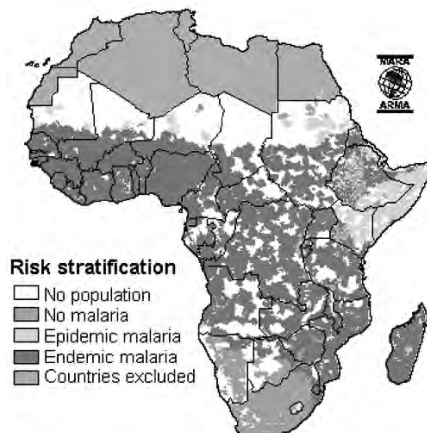 MARA
ARMA
Risk stratification
No population
No malaria
Epidemic malaria
Endemic malaria
Countries excluded